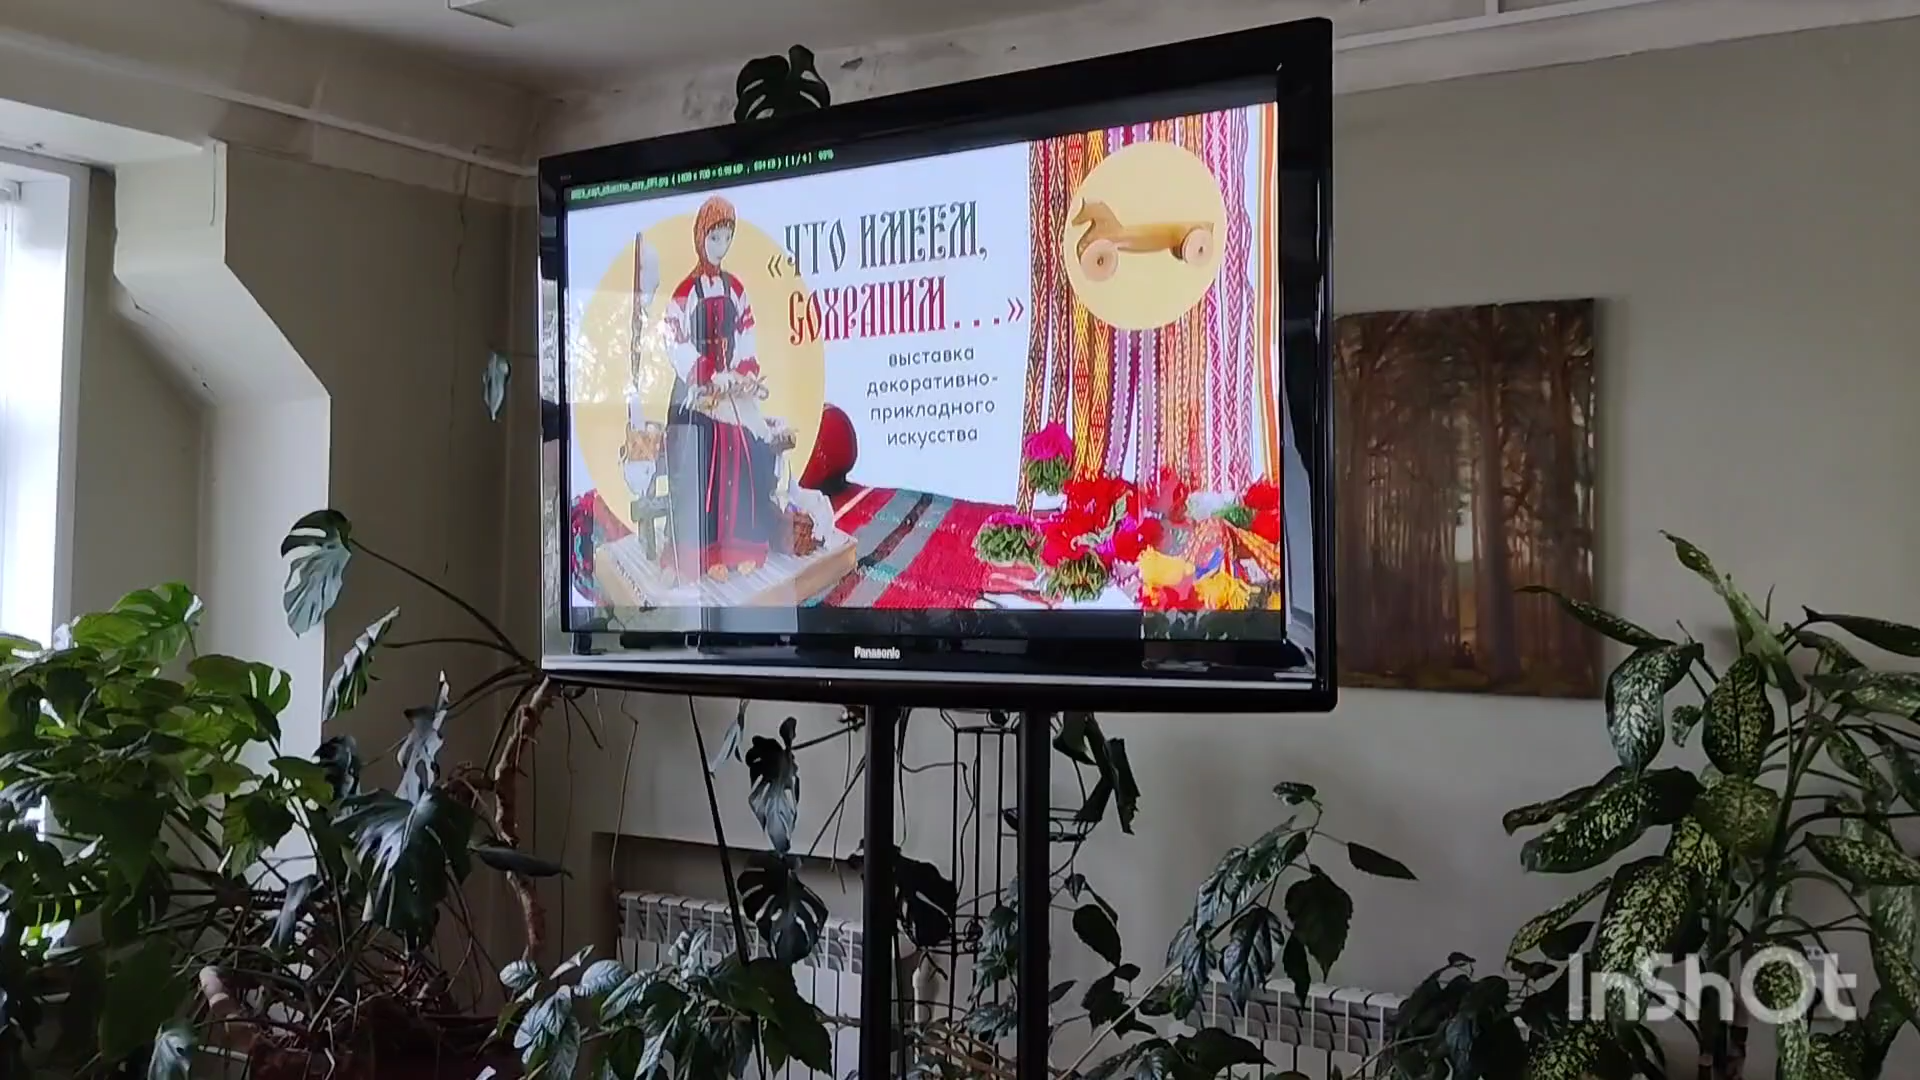 «ЧТО ИМЕЕМ,
СОХРАНИМ...»
выставка
декоративно-
прикладного
искусства
Panasonic
InShOt